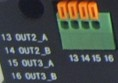 13 OUT2_A
14 OUT2_B
15 OUT3_A
16 OUT3_B
13 14 15 16